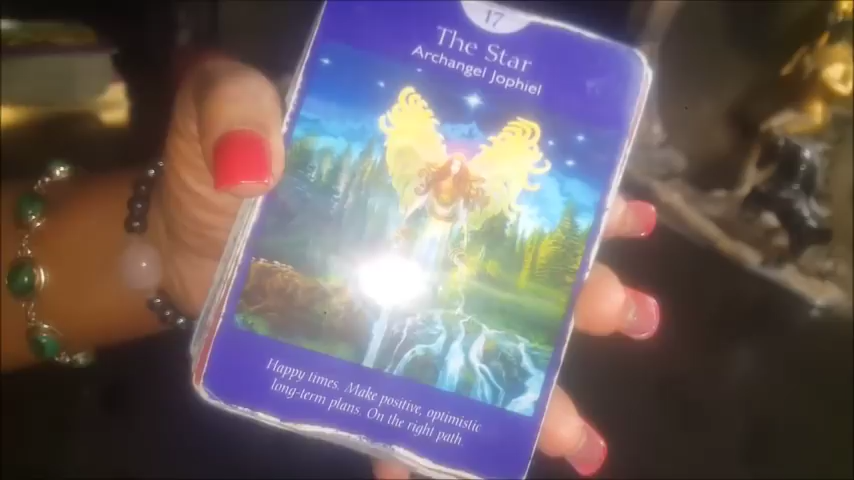 17
The Star
Archangel Jophiel
Happy times. Make positive, optimistic
long-term plans. On the right path